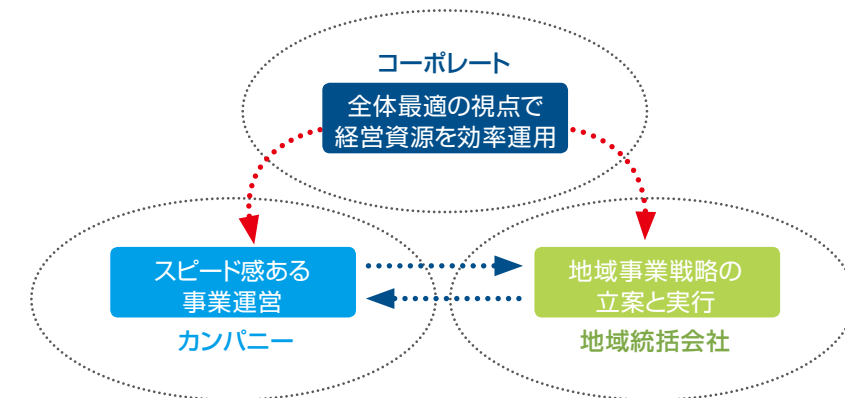 コーポレート
全体最適の視点で
経営資源を効率運用
スピード感ある
事業運営
カンパニー
地域事業戦略の
立案と実行
地域統括会社